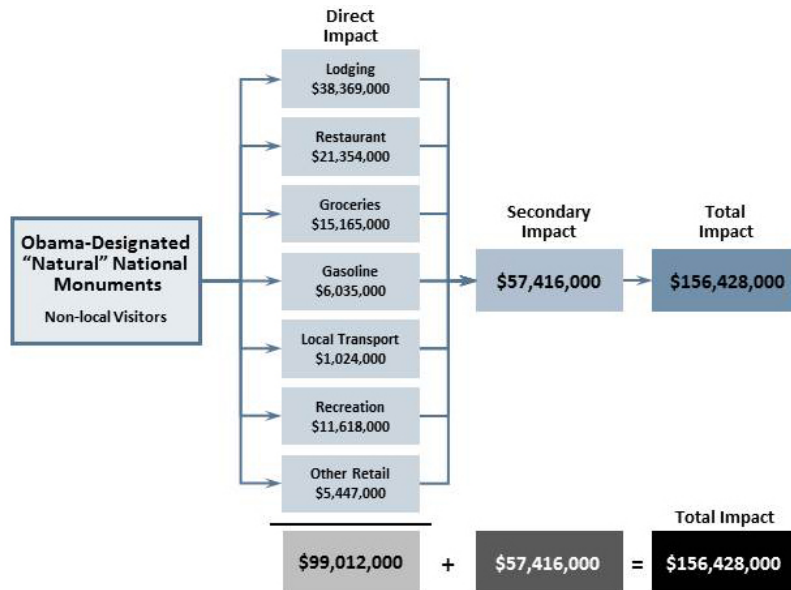 Direct
Impact
Lodging
$38,369,000
Restaurant
$21,354,000
Groceries
$15,165,000
Gasoline
$6,035,000
Local Transport
$1,024,000
Recreation
$11,618,000
Other Retail
$5,447,000
Obama-Designated
“Natural” National
Monuments
Non-local Visitors
Secondary
Impact
$57,416,000
Total
Impact
$156,428,000
Total Impact
$99,012,000 + $57,416,000 = $156,428,000